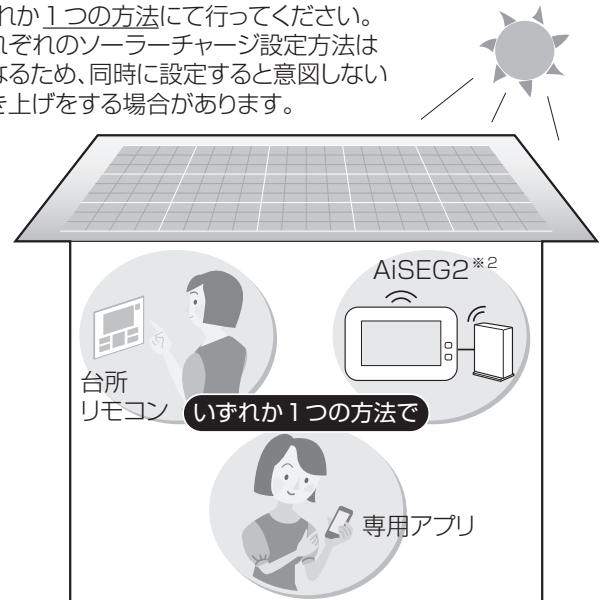 れか１つの方法にて行ってください。
れぞれのソーラーチャージ設定方法は
なるため、同時に設定すると意図しない
き上げをする場合があります。
AiSEG2※2
台所
リモコン
いずれか１つの方法で
専用アプリ